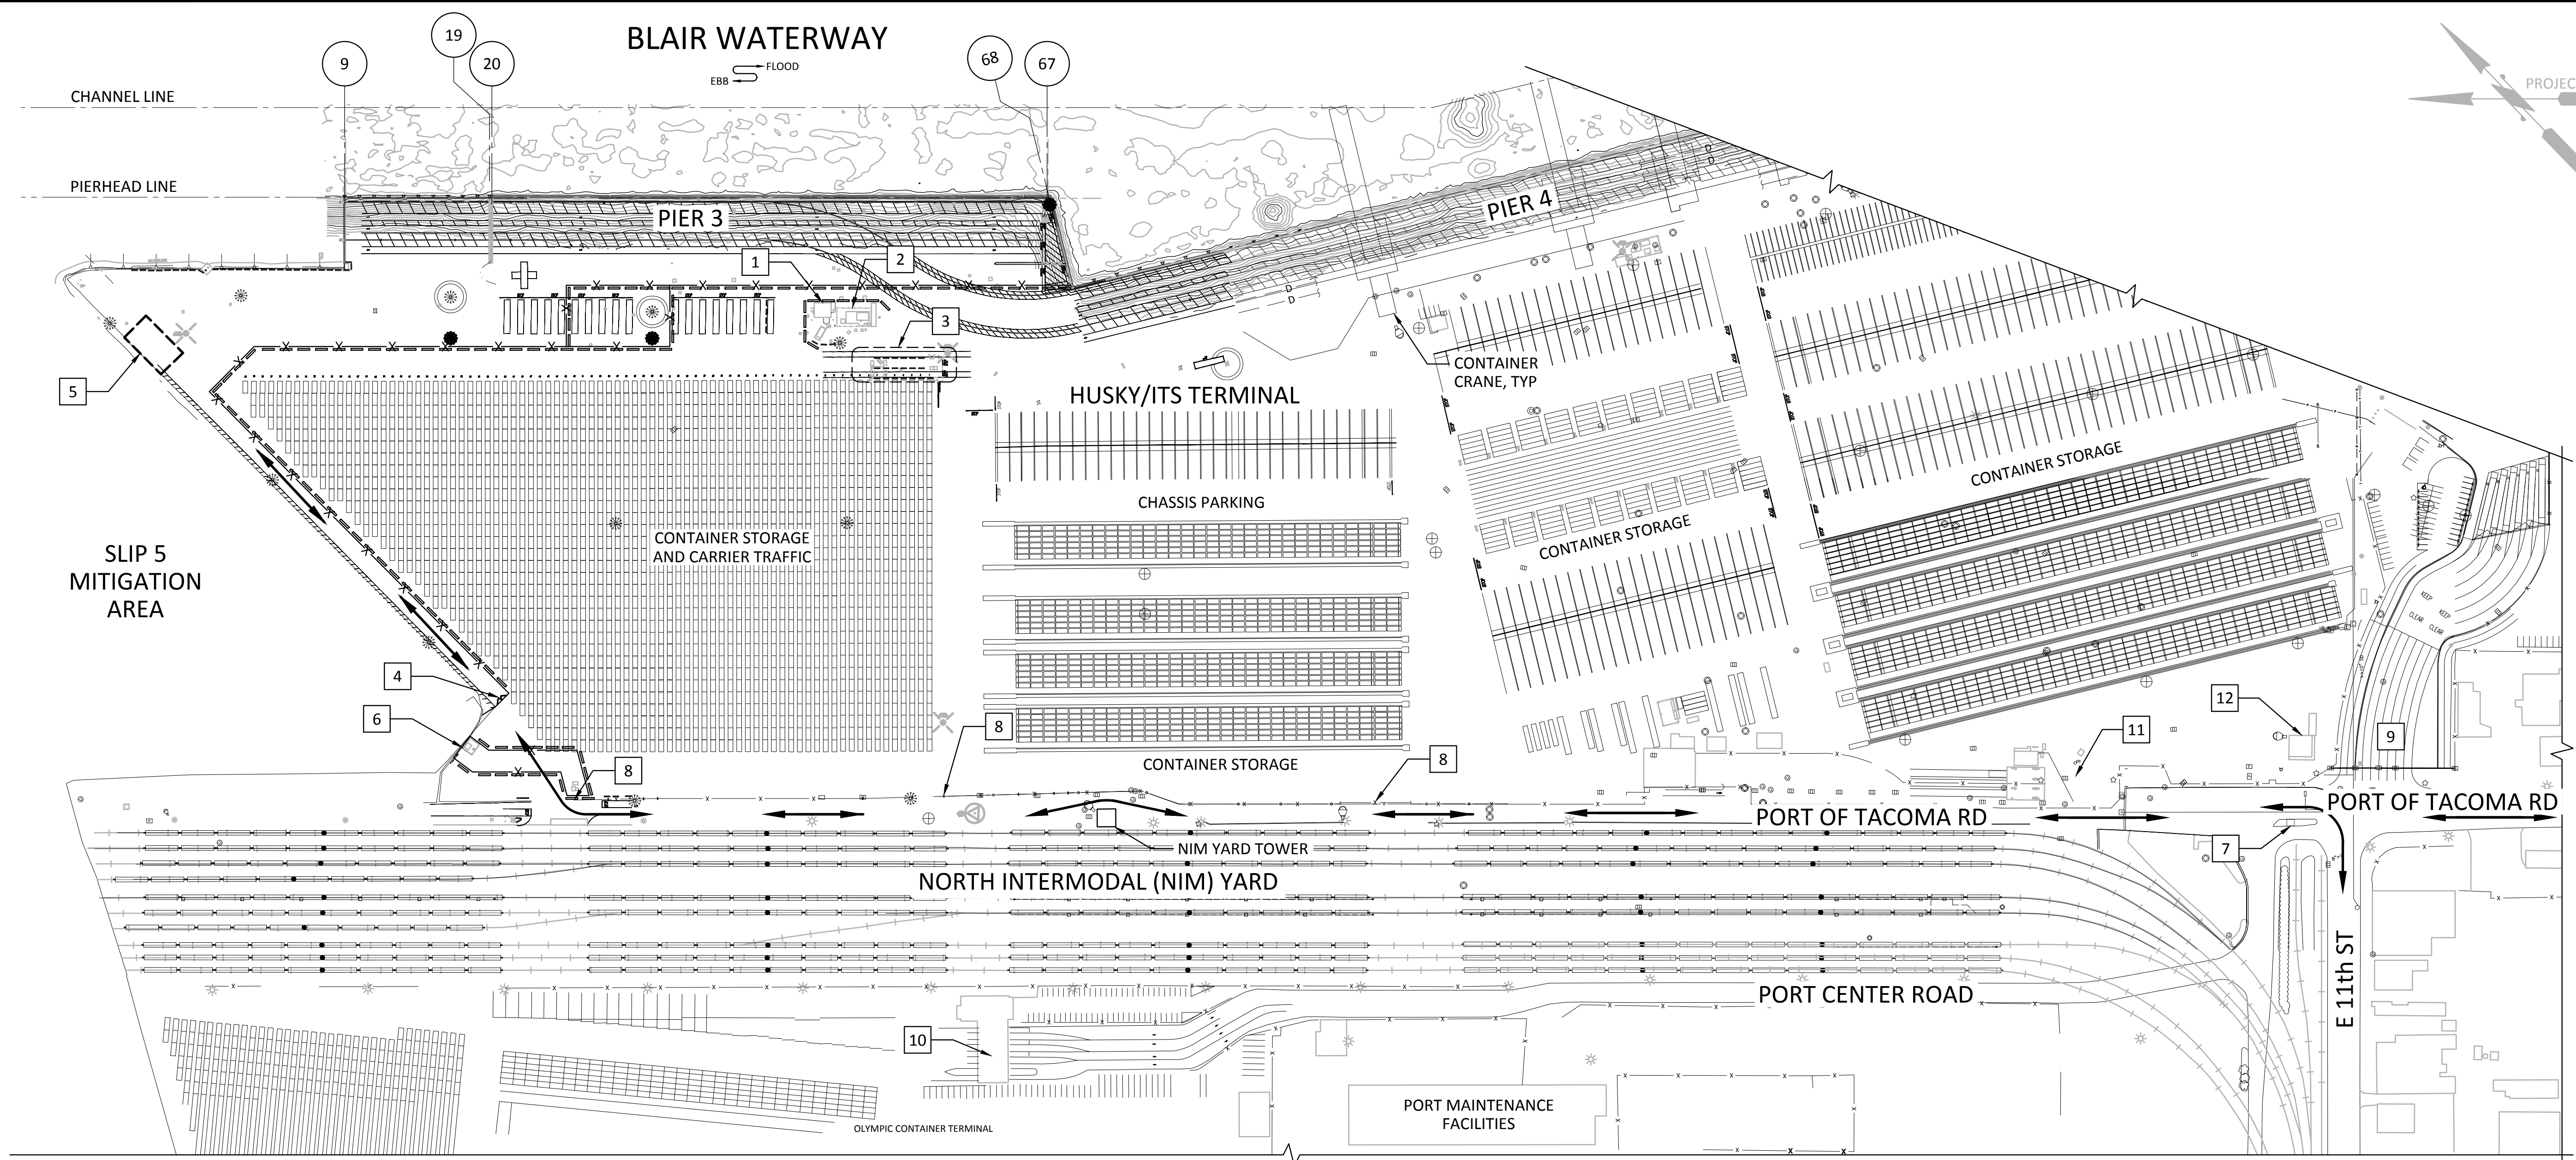 BLAIR WATERWAY
FLOOD
EBB
9
19
20
68
67
CHANNEL LINE
PIERHEAD LINE
PROJEC
PIER 3
PIER 4
D
D
D
D
1
2
3
5
CONTAINER
CRANE, TYP
HUSKY/ITS TERMINAL
CHASSIS PARKING
CONTAINER STORAGE
CONTAINER STORAGE
CONTAINER STORAGE
AND CARRIER TRAFFIC
SLIP 5
MITIGATION
AREA
KEEP
KEEP
CLEAR
CLEAR
4
6
8
8
8
CONTAINER STORAGE
12
11
9
7
PORT OF TACOMA RD
PORT OF TACOMA RD
NIM YARD TOWER
NORTH INTERMODAL (NIM) YARD
PORT CENTER ROAD
E 11th ST
10
PORT MAINTENANCE
FACILITIES
OLYMPIC CONTAINER TERMINAL